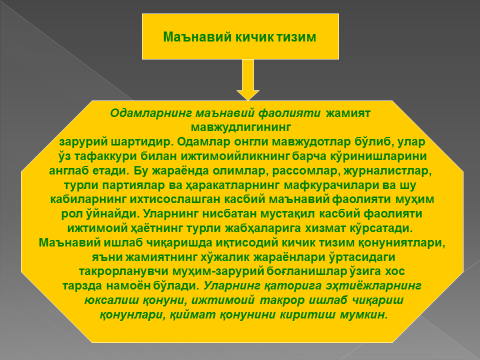 Маънавий кичик тизим
Одамларнинг маънавий фаолияти жамият
мавжудлигининг
зарурий шартидир. Одамлар онгли мавжудотлар бўлиб, улар
ўз тафаккури билан ижтимоийликнинг барча кўринишларини
англаб етади. Бу жараёнда олимлар, рассомлар, журналистлар,
турли партиялар ва ҳаракатларнинг мафкурачилари ва шу
кабиларнинг ихтисослашган касбий маънавий фаолияти муҳим
рол ўйнайди. Уларнинг нисбатан мустақил касбий фаолияти
ижтимоий ҳаётнинг турли жабҳаларига хизмат кўрсатади.
Маънавий ишлаб чиқаришда иқтисодий кичик тизим қонуниятлари,
яъни жамиятнинг хўжалик жараёнлари ўртасидаги
такрорланувчи муҳим-зарурий боғланишлар ўзига хос
тарзда намоён бўлади. Уларнинг қаторига эҳтиёжларнинг
юксалиш қонуни, ижтимоий такрор ишлаб чиқариш
қонунлари, қиймат қонунини киритиш мумкин.